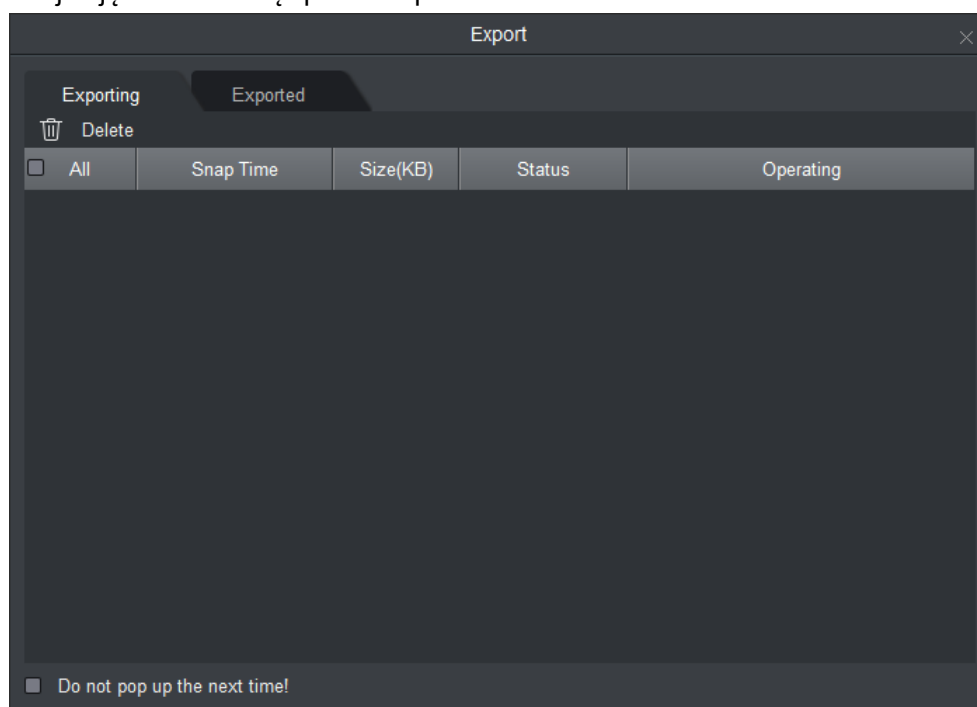 Export
Exporting Exported
Delete
All Snap Time Size(KB) Status Operating
Do not pop up the next time!